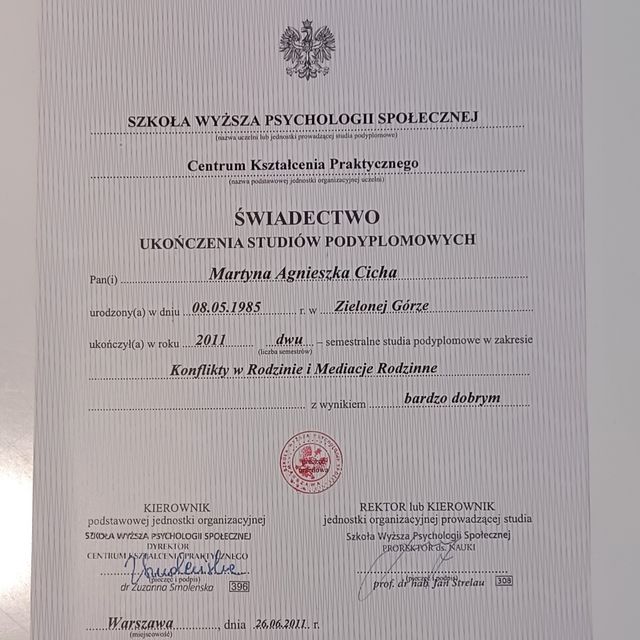 SZKOŁA WYŻSZA PSYCHOLOGII SPOŁECZNEJ
(nazwa uczelni lub jednostki prowadzącej studia podyplomowe)
Centrum Kształcenia Praktycznego
(nazwa podstawowej jednostki organizacyjnej uczelni)
ŚWIADECTWO
UKOŃCZENIA STUDIÓW PODYPLOMOWYCH
Pan(i) Martyna Agnieszka Cicha
urodzony(a) w dniu 08.05.1985 r. w Zielonej Górze
ukończył(a) w roku 2011 dwu – semestralne studia podyplomowe w zakresie
(liczba semestrów)
Konflikty w Rodzinie i Mediacje Rodzinne
z wynikiem bardzo dobrym
KIEROWNIK
podstawowej jednostki organizacyjnej
SZKOŁA WYŻSZA PSYCHOLOGII SPOŁECZNEJ
DYREKTOR
CENTRUM KSZTAŁCENIA PRAKTYCZNEGO
(pieczęć i podpis)
dr Zuzanna Smoleńska 396
REKTOR lub KIEROWNIK
jednostki organizacyjnej prowadzącej studia
Szkoła Wyższa Psychologii Społecznej
PROREKTOR ds. NAUKI
(pieczęć i podpis)
prof. dr hab. Jan Strelau 308
Warszawa, dnia 26.06.2011 r.
(miejscowość)